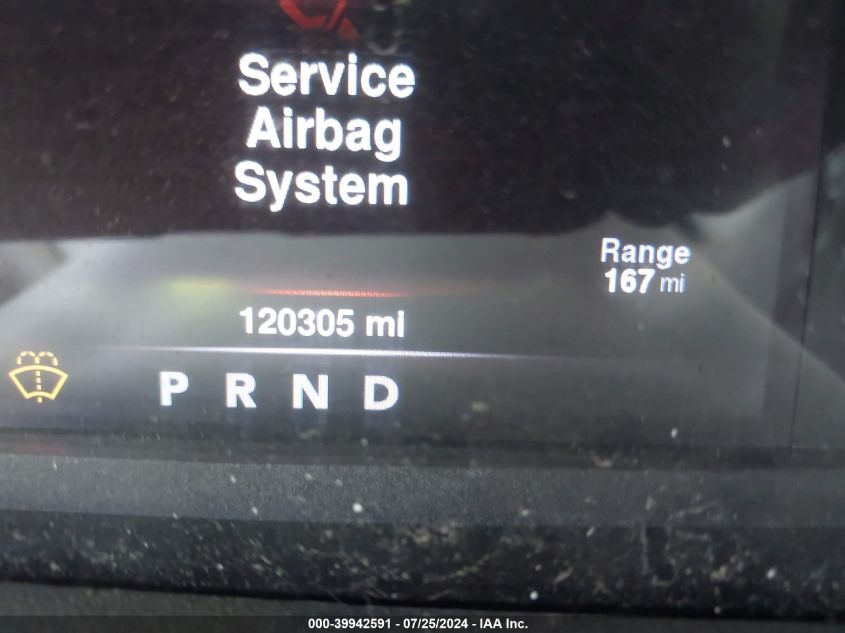 Service
Airbag
System
Range
167 mi
120305 mi
P R N D
000-39942591 - 07/25/2024 - IAA Inc.